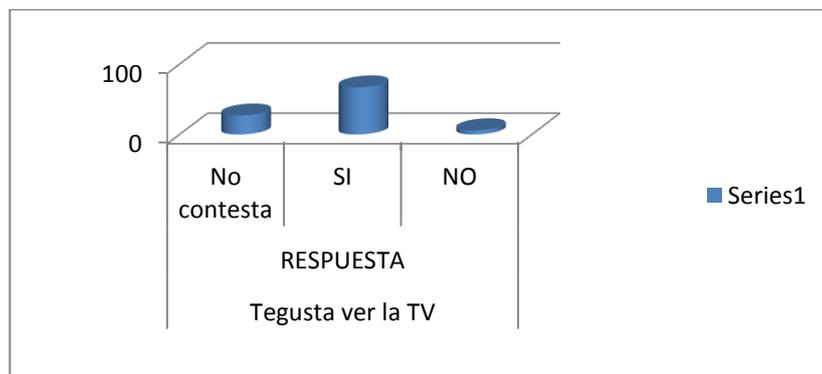 100
0
No contesta
SI
NO
RESPUESTA
Tegusta ver la TV
Series1